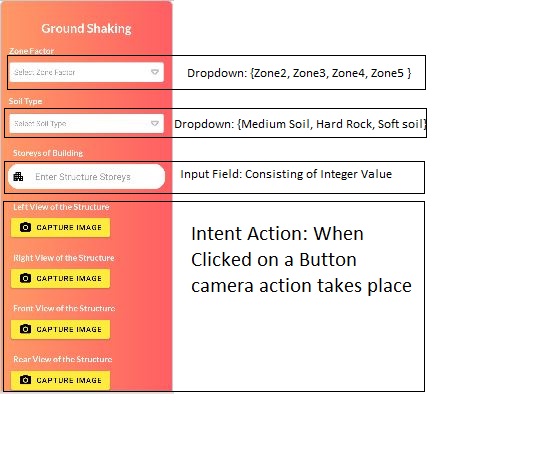 Ground Shaking
Zone Factor
Select Zone Factor
Dropdown: {Zone2, Zone3, Zone4, Zone5 }
Soil Type
Select Soil Type
Dropdown: {Medium Soil, Hard Rock, Soft soil}
Storeys of Building
Enter Structure Storeys
Input Field: Consisting of Integer Value
Left View of the Structure
CAPTURE IMAGE
Right View of the Structure
CAPTURE IMAGE
Front View of the Structure
CAPTURE IMAGE
Rear View of the Structure
CAPTURE IMAGE
Intent Action: When
Clicked on a Button
camera action takes place